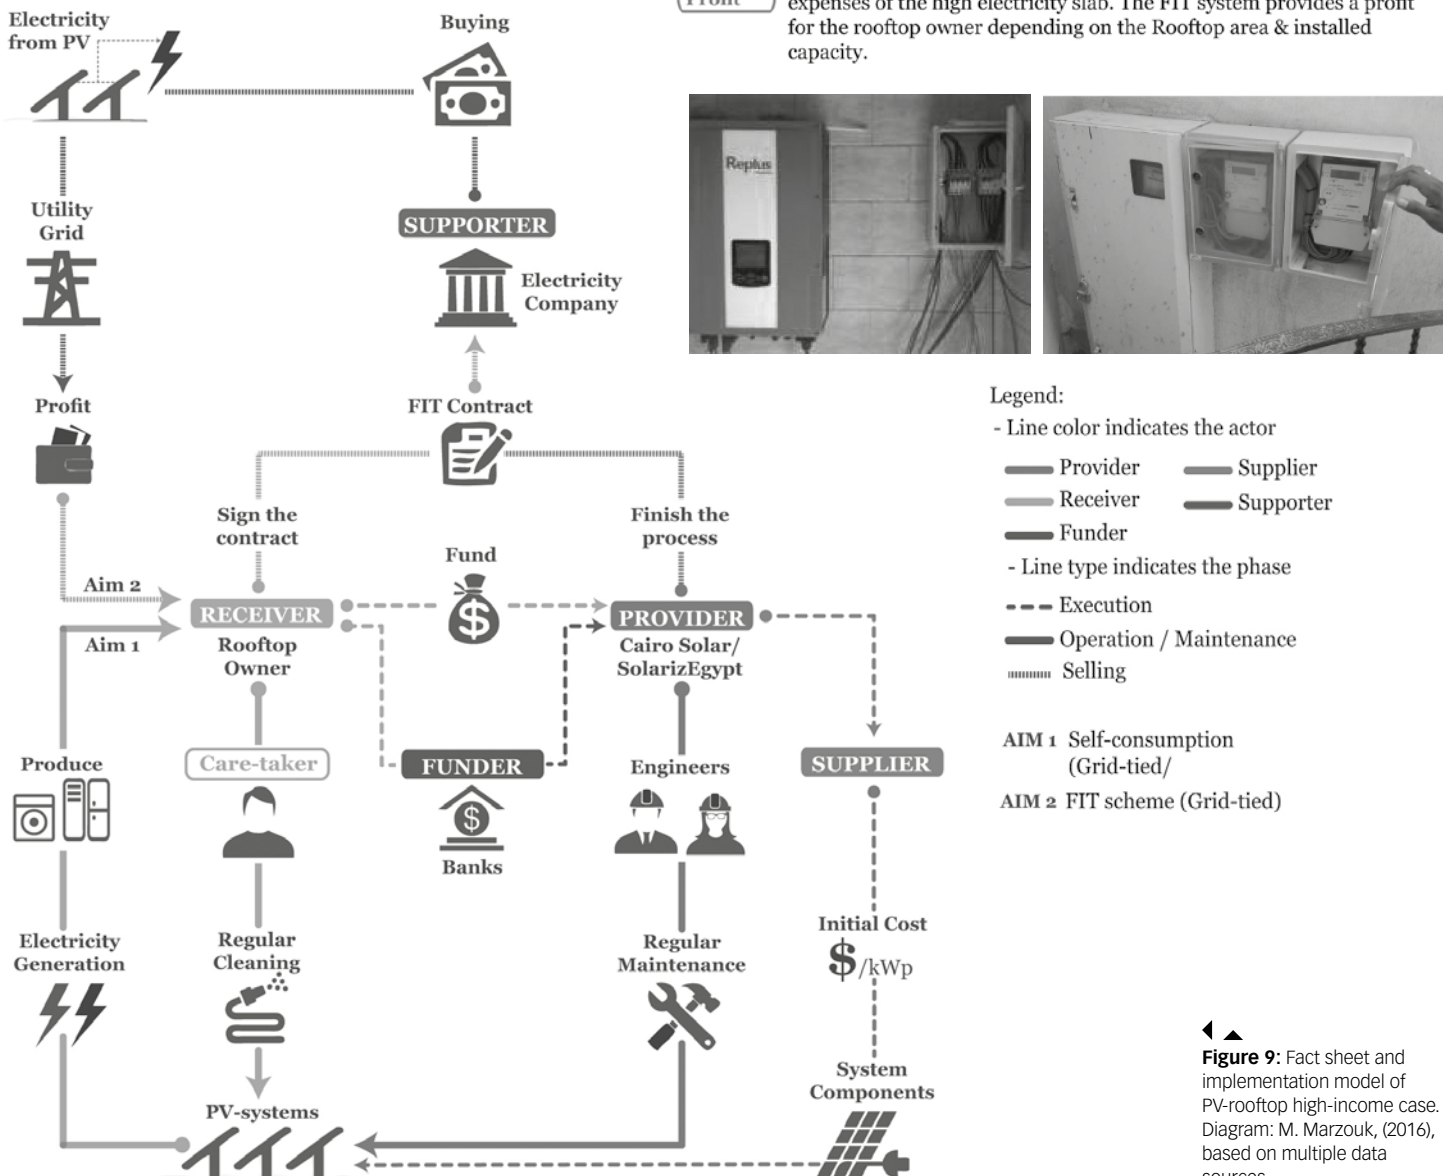 Profit
expenses of the high electricity slab. The FIT system provides a profit
for the rooftop owner depending on the Rooftop area & installed
capacity.
Electricity
from PV
Buying
Utility
Grid
SUPPORTER
Electricity
Company
Profit
FIT Contract
Sign the
contract
Finish the
process
Fund
Aim 2
RECEIVER
PROVIDER
Aim 1
Rooftop
Owner
Cairo Solar/
SolarizEgypt
Produce
Care-taker
FUNDER
Engineers
SUPPLIER
Banks
Electricity
Generation
Regular
Cleaning
Regular
Maintenance
Initial Cost
$/kWp
System
Components
PV-systems
Replus
Legend:
- Line color indicates the actor
Provider
Supplier
Receiver
Supporter
Funder
- Line type indicates the phase
Execution
Operation / Maintenance
Selling
AIM 1 Self-consumption
(Grid-tied/
AIM 2 FIT scheme (Grid-tied)
Figure 9: Fact sheet and
implementation model of
PV-rooftop high-income case.
Diagram: M. Marzouk, (2016),
based on multiple data
sources